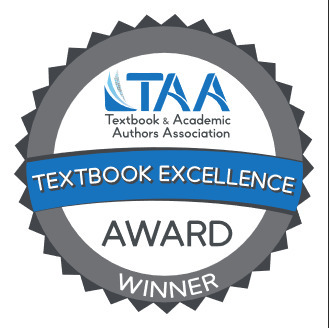 TAA
Textbook & Academic
Authors Association
TEXTBOOK EXCELLENCE
AWARD
WINNER